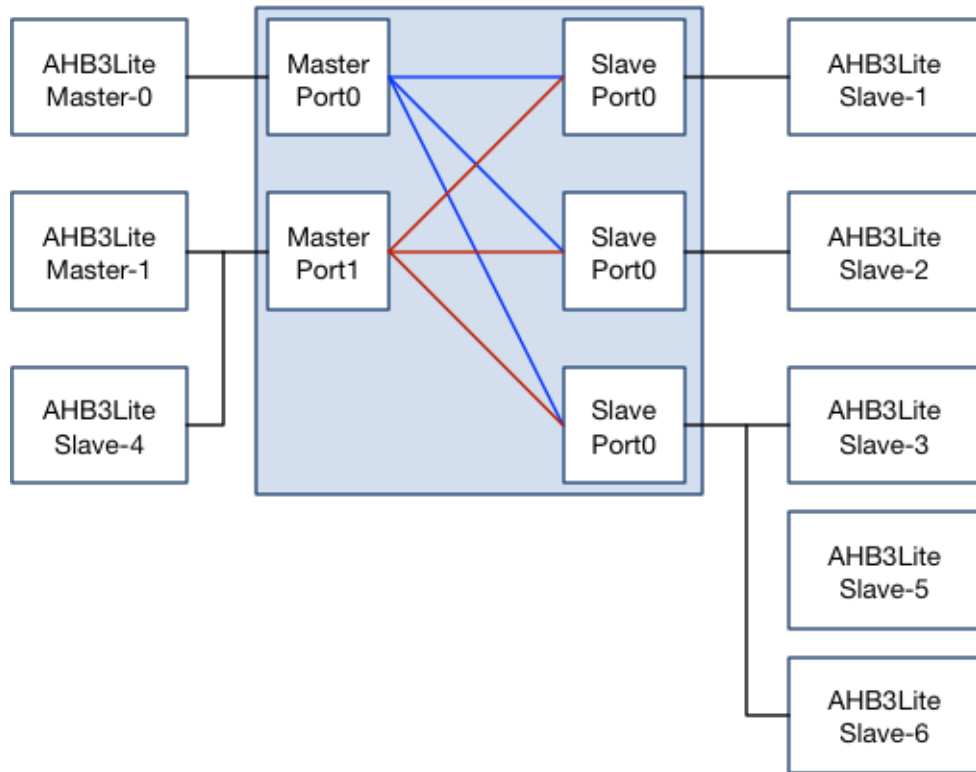 AHB3Lite
Master-0
Master
Port0
Slave
Port0
AHB3Lite
Slave-1
AHB3Lite
Master-1
Master
Port1
Slave
Port0
AHB3Lite
Slave-2
AHB3Lite
Slave-4
Slave
Port0
AHB3Lite
Slave-3
AHB3Lite
Slave-5
AHB3Lite
Slave-6